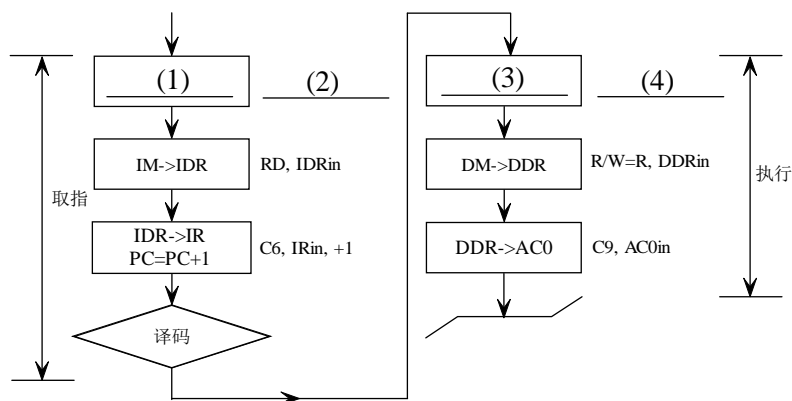 (1)
(2)
IM->IDR
RD, IDRin
取指
IDR->IR
PC=PC+1
C6, IRin, +1
译码
(3)
(4)
DM->DDR
R/W=R, DDRin
执行
DDR->AC0
C9, AC0in